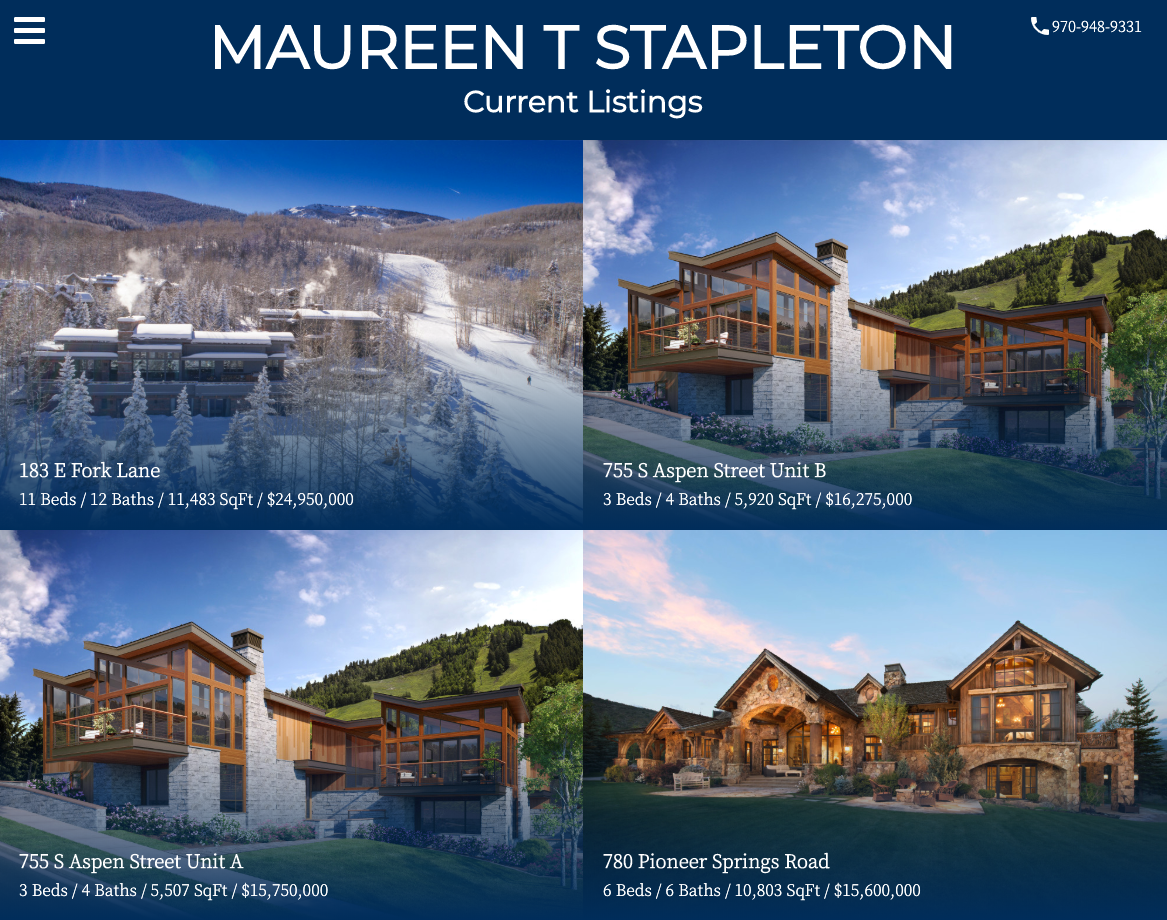 MAUREEN T STAPLETON
970-948-9331
Current Listings
183 E Fork Lane
11 Beds / 12 Baths / 11,483 SqFt / $24,950,000
755 S Aspen Street Unit B
3 Beds / 4 Baths / 5,920 SqFt / $16,275,000
755 S Aspen Street Unit A
3 Beds / 4 Baths / 5,507 SqFt / $15,750,000
780 Pioneer Springs Road
6 Beds / 6 Baths / 10,803 SqFt / $15,600,000